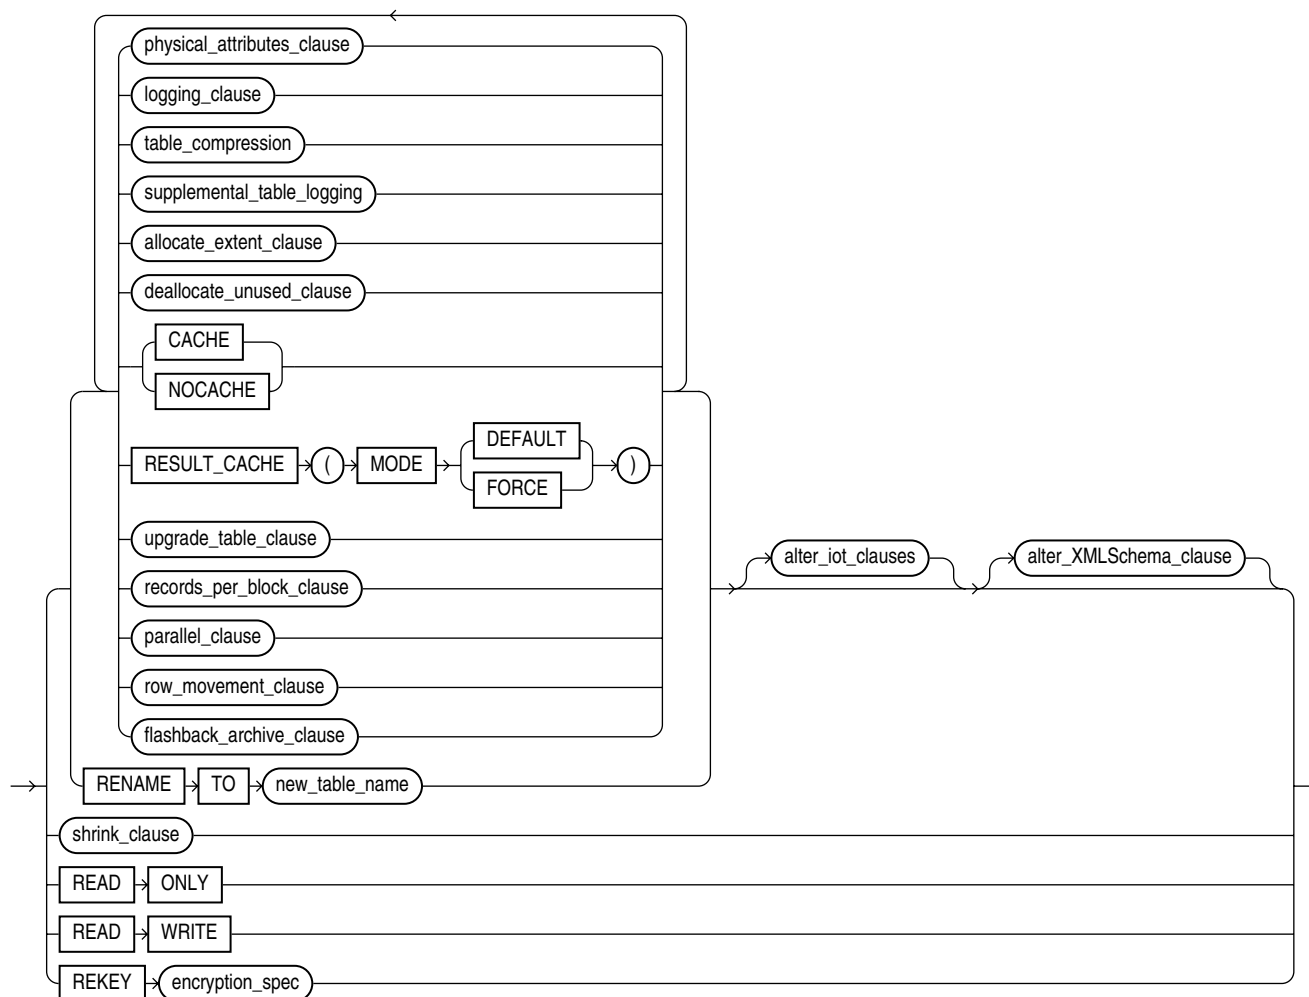 physical_attributes_clause
logging_clause
table_compression
supplemental_table_logging
allocate_extent_clause
deallocate_unused_clause
CACHE
NOCACHE
RESULT_CACHE ( MODE DEFAULT )
FORCE
upgrade_table_clause
alter_iot_clauses alter_XMLSchema_clause
records_per_block_clause
parallel_clause
row_movement_clause
flashback_archive_clause
RENAME TO new_table_name
shrink_clause
READ ONLY
READ WRITE
REKEY encryption_spec